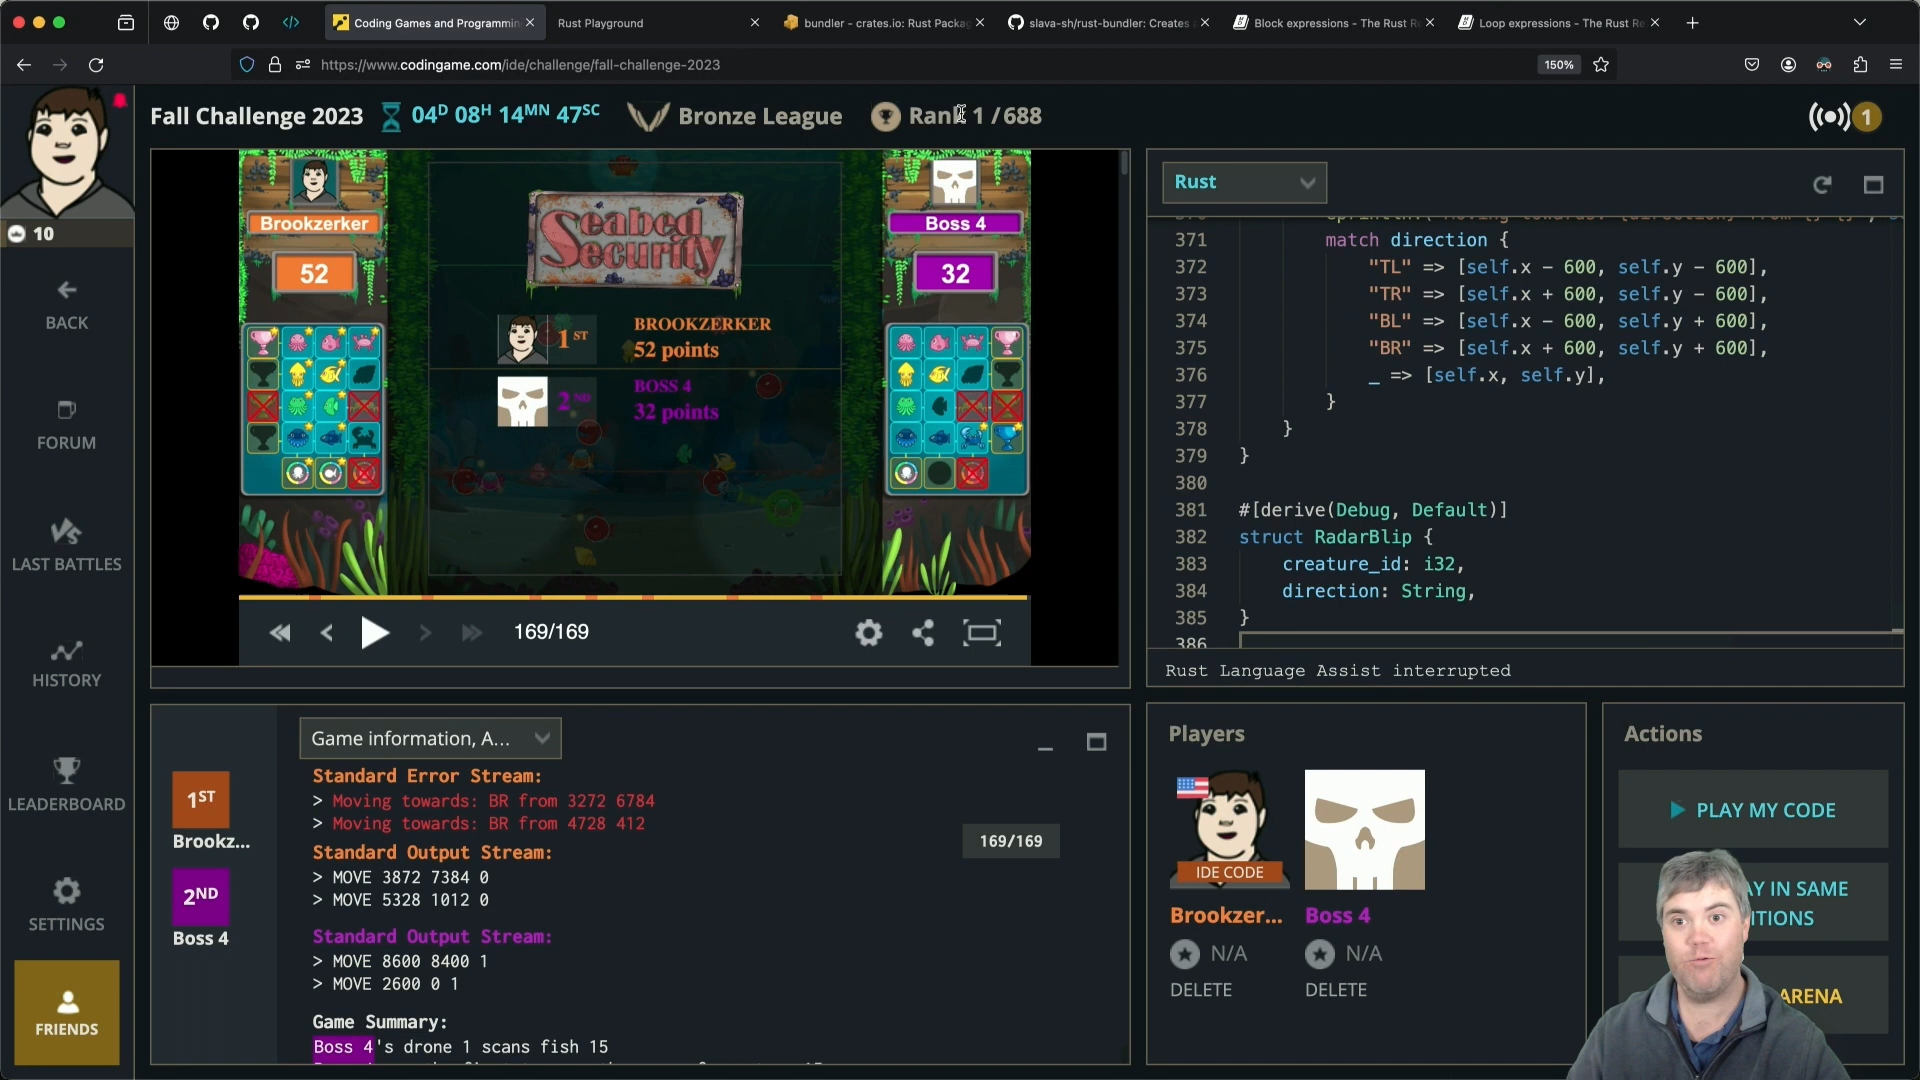 Coding Games and Programmin
Rust Playground
bundler - crates.io: Rust Packa
slava-sh/rust-bundler: Creates
Block expressions - The Rust R
Loop expressions - The Rust Re
https://www.codingame.com/ide/challenge/fall-challenge-2023
150%
Fall Challenge 2023
04D 08H 14MN 47SC
Bronze League
Rank 1 / 688
1
10
BACK
FORUM
LAST BATTLES
HISTORY
LEADERBOARD
SETTINGS
FRIENDS
Brookzerker
52
Seabed
Security
Boss 4
32
1ST
BROOKZERKER
52 points
2ND
BOSS 4
32 points
169/169
Rust
371 match direction {
372 "TL" => [self.x - 600, self.y - 600],
373 "TR" => [self.x + 600, self.y - 600],
374 "BL" => [self.x - 600, self.y + 600],
375 "BR" => [self.x + 600, self.y + 600],
376 _ => [self.x, self.y],
377 }
378 }
379 }
380
381 #[derive(Debug, Default)]
382 struct RadarBlip {
383 creature_id: i32,
384 direction: String,
385 }
386
Rust Language Assist interrupted
1ST
Brookz...
2ND
Boss 4
Game information, A...
Standard Error Stream:
> Moving towards: BR from 3272 6784
> Moving towards: BR from 4728 412
Standard Output Stream:
> MOVE 3872 7384 0
> MOVE 5328 1012 0
169/169
Standard Output Stream:
> MOVE 8600 8400 1
> MOVE 2600 0 1
Game Summary:
Boss 4's drone 1 scans fish 15
Players
IDE CODE
Brookzer...
N/A
DELETE
Boss 4
N/A
DELETE
Actions
PLAY MY CODE
AY IN SAME
ITIONS
ARENA